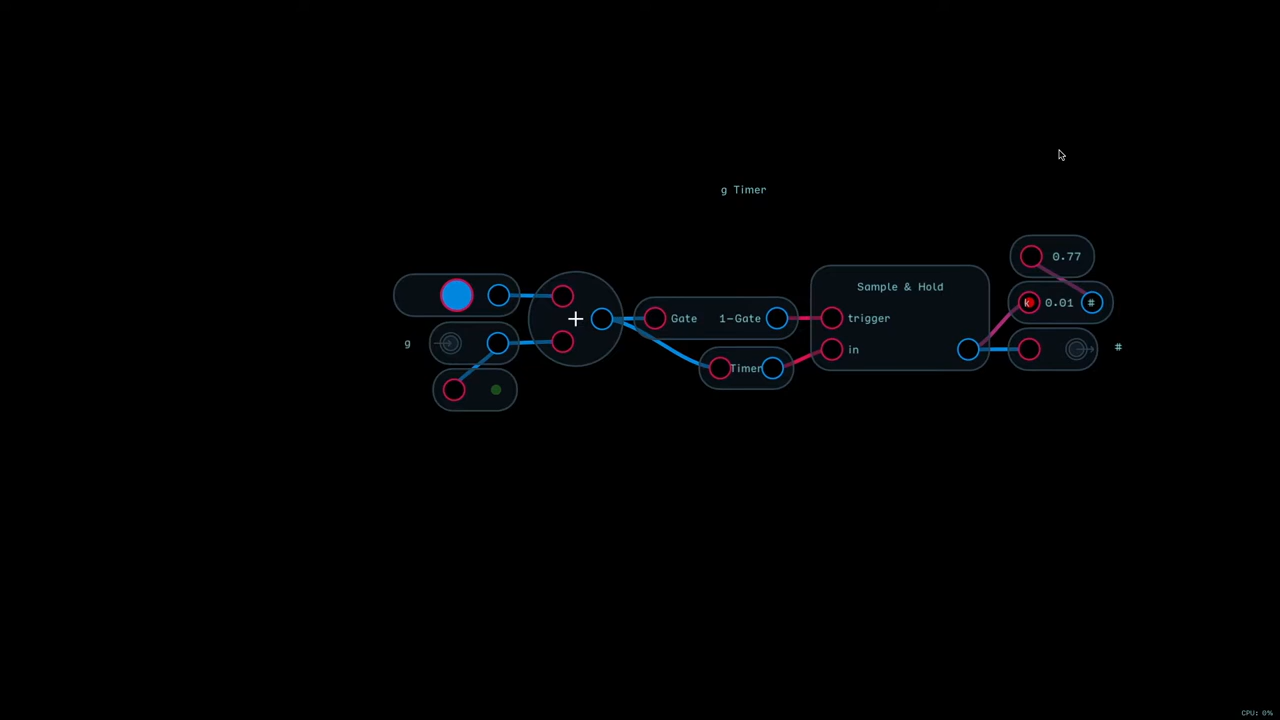 g Timer
0.77
Sample & Hold
k 0.01 #
Gate 1-Gate
trigger
g
#
in
Timer
CPU: 0%